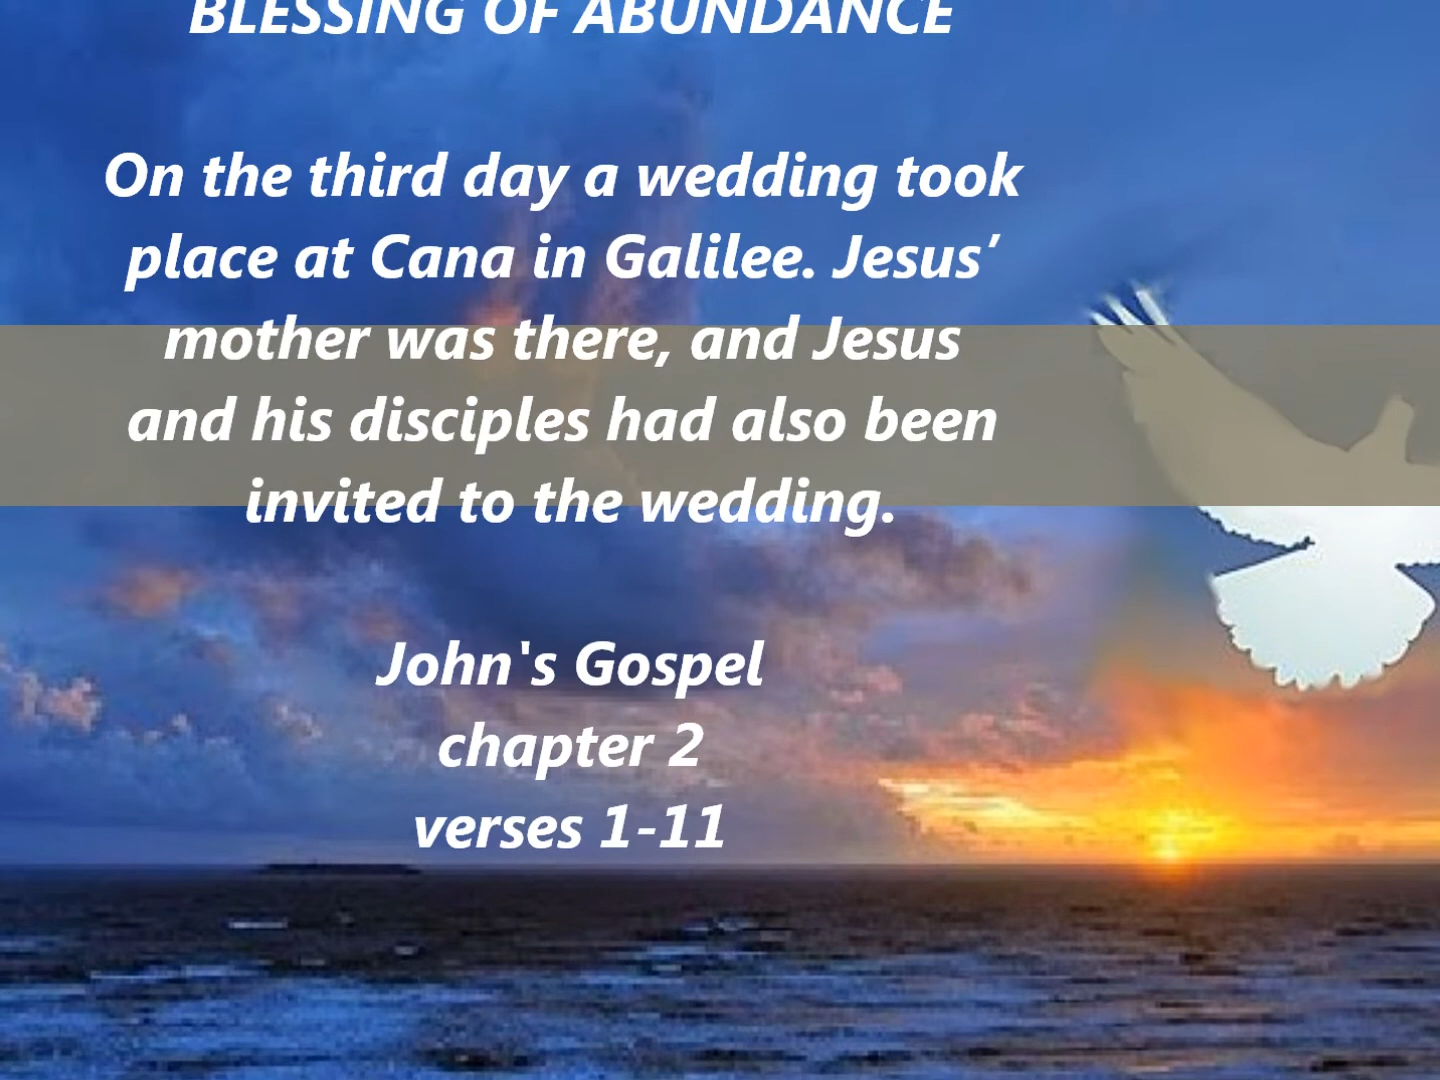 BLESSING OF ABUNDANCE
On the third day a wedding took
place at Cana in Galilee. Jesus’
mother was there, and Jesus
and his disciples had also been
invited to the wedding.
John's Gospel
chapter 2
verses 1-11